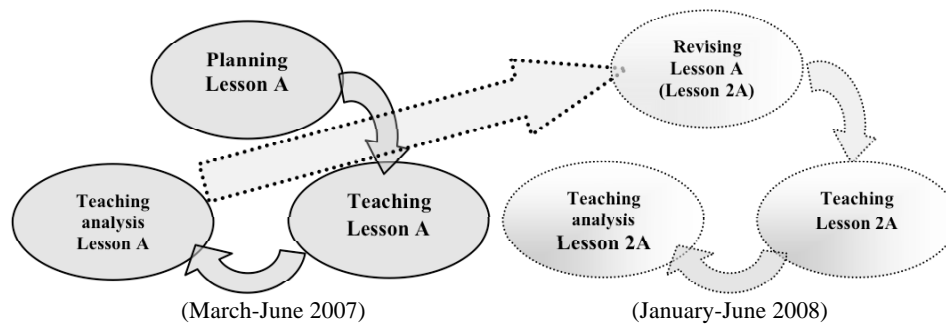 Planning
Lesson A
Teaching
analysis
Lesson A
Teaching
Lesson A
(March-June 2007)
Revising
Lesson A
(Lesson 2A)
Teaching
analysis
Lesson 2A
Teaching
Lesson 2A
(January-June 2008)